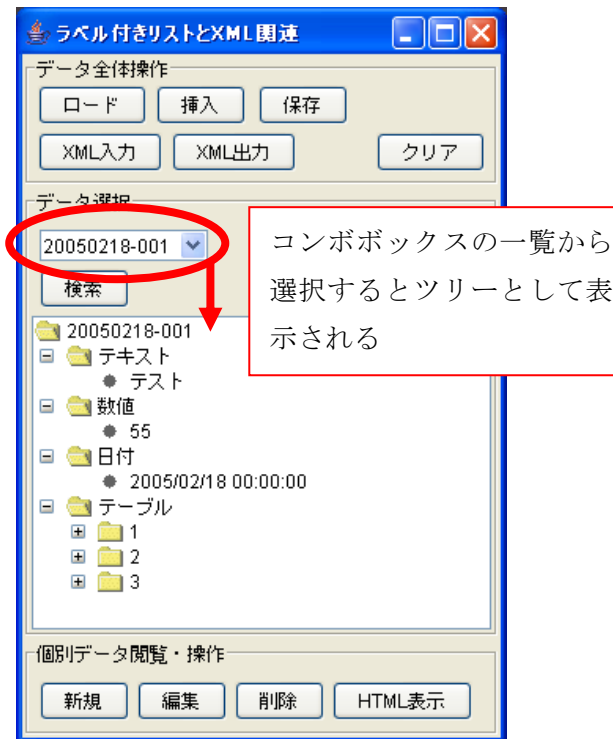 ラベル付きリストとXML関連
データ全体操作
ロード 挿入 保存
XML入力 XML出力 クリア
データ選択
20050218-001
検索
コンボボックスの一覧から
選択するとツリーとして表
示される
20050218-001
テキスト
テスト
数値
55
日付
2005/02/18 00:00:00
テーブル
1
2
3
個別データ閲覧・操作
新規 編集 削除 HTML表示